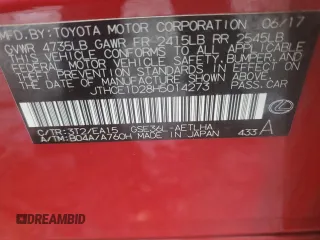 MFD.BY:TOYOTA MOTOR CORPORATION 06/17
GVWR 4735LB GAWR FR 2415LB RR 2545LB
THIS VEHICLE CONFORMS TO ALL APPLICABLE
FEDERAL MOTOR VEHICLE SAFETY, BUMPER, AND
THEFT PREVENTION STANDARDS IN EFFECT ON THE
DATE OF MANUFACTURE SHOWN ABOVE.
JTHCE1D28H5014273 PASS.CAR
C/TR:3T2/EA15 GSE36L-AETLHA
A/TM:B04A/A760H MADE IN JAPAN 433 A
DREAMBID